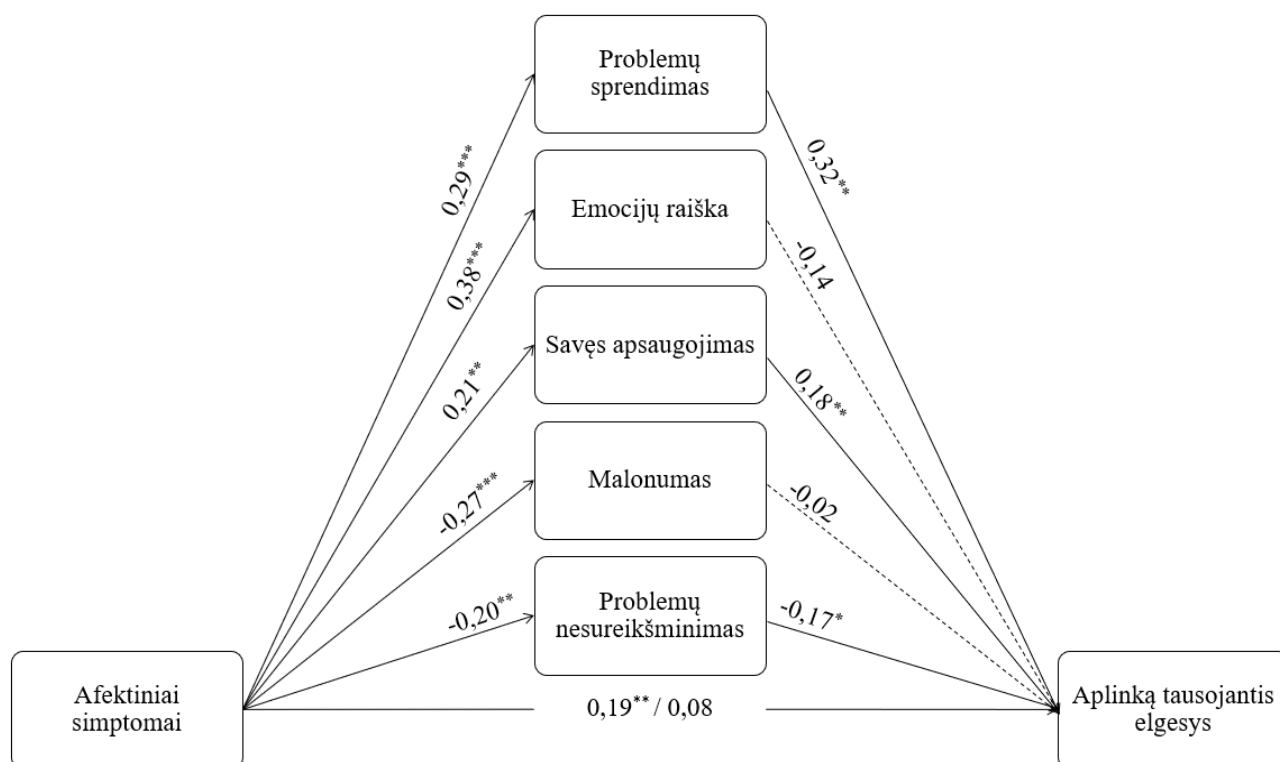 Problemų
sprendimas
0,29***
0,32**
Emocijų raiška
0,38***
-0,14
Savęs apsaugojimas
0,21**
0,18**
Malonumas
-0,27***
-0,02
Problemų
nesureikšminimas
-0,20**
-0,17*
Afektiniai
simptomai
0,19** / 0,08
Aplinką tausojantis
elgesys